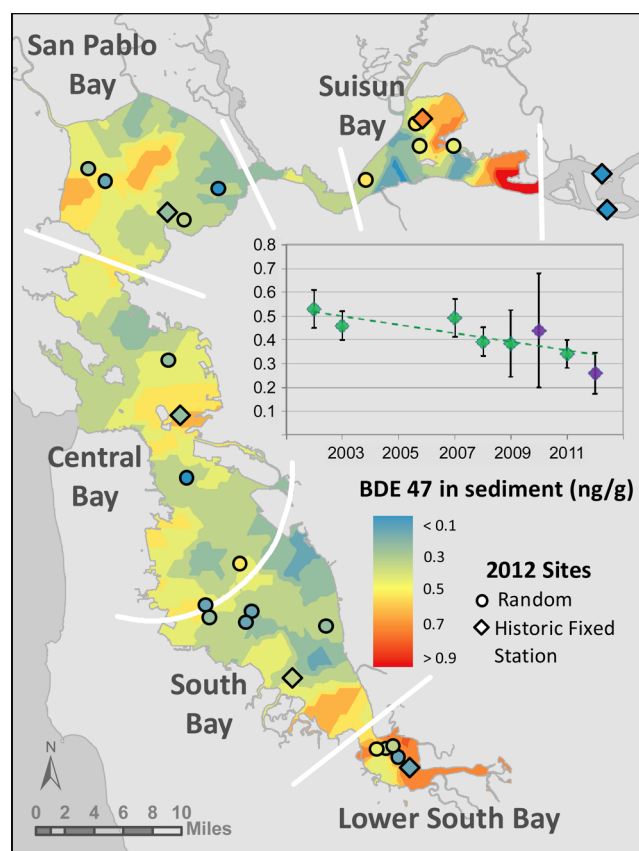 San Pablo
Bay
Suisun
Bay
0.8
0.7
0.6
0.5
0.4
0.3
0.2
0.1
2003 2005 2007 2009 2011
Central
Bay
BDE 47 in sediment (ng/g)
< 0.1
0.3
0.5
0.7
> 0.9
2012 Sites
Random
Historic Fixed
Station
South
Bay
N
0 2 4 6 8 10
Miles
Lower South Bay